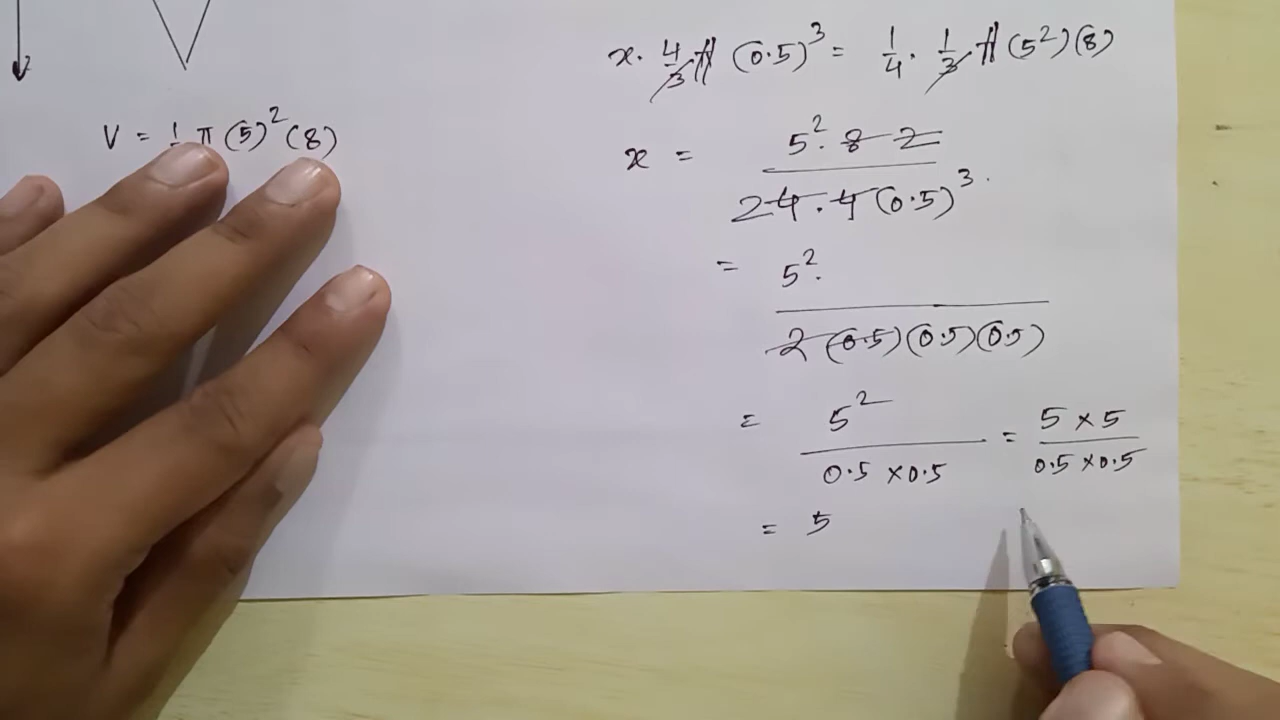 x · 4/3 π (0.5)³ = 1/4 · 1/3 π (5²)(8)
V = 1 π (5)² (8)
x = 5² · 8 2 / 2 4 · 4 (0.5)³
= 5² · / 2 (0.5)(0.5)(0.5)
= 5² / 0.5 × 0.5 = 5 × 5 / 0.5 × 0.5
= 5